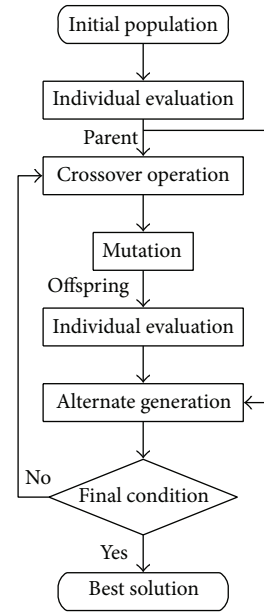 Initial population
Individual evaluation
Parent
Crossover operation
Mutation
Offspring
Individual evaluation
Alternate generation
No
Final condition
Yes
Best solution